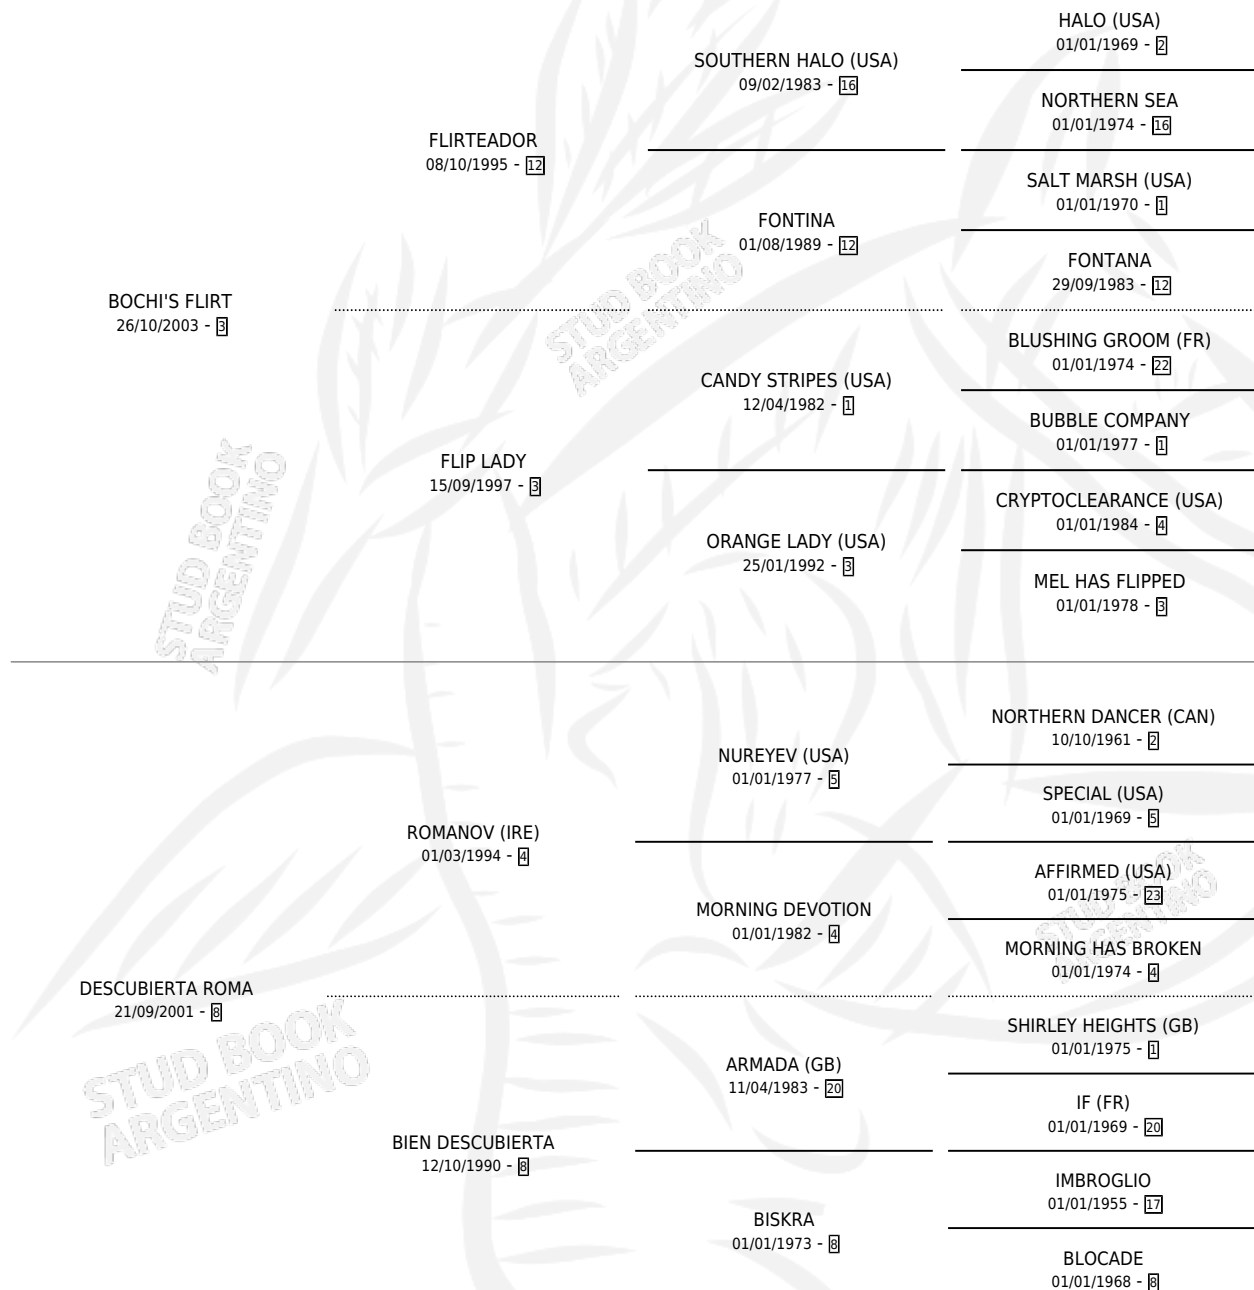 HALO (USA)
01/01/1969 - 2
SOUTHERN HALO (USA)
09/02/1983 - 16
NORTHERN SEA
01/01/1974 - 16
FLIRTEADOR
08/10/1995 - 12
SALT MARSH (USA)
01/01/1970 - 1
FONTINA
01/08/1989 - 12
FONTANA
29/09/1983 - 12
BOCHI'S FLIRT
26/10/2003 - 3
BLUSHING GROOM (FR)
01/01/1974 - 22
CANDY STRIPES (USA)
12/04/1982 - 1
BUBBLE COMPANY
01/01/1977 - 1
FLIP LADY
15/09/1997 - 3
CRYPTOCLEARANCE (USA)
01/01/1984 - 4
ORANGE LADY (USA)
25/01/1992 - 3
MEL HAS FLIPPED
01/01/1978 - 3
NORTHERN DANCER (CAN)
10/10/1961 - 2
NUREYEV (USA)
01/01/1977 - 5
SPECIAL (USA)
01/01/1969 - 5
ROMANOV (IRE)
01/03/1994 - 4
AFFIRMED (USA)
01/01/1975 - 23
MORNING DEVOTION
01/01/1982 - 4
MORNING HAS BROKEN
01/01/1974 - 4
DESCUBIERTA ROMA
21/09/2001 - 8
SHIRLEY HEIGHTS (GB)
01/01/1975 - 1
ARMADA (GB)
11/04/1983 - 20
IF (FR)
01/01/1969 - 20
BIEN DESCUBIERTA
12/10/1990 - 8
IMBROGLIO
01/01/1955 - 17
BISKRA
01/01/1973 - 8
BLOCADE
01/01/1968 - 8
STUD BOOK
ARGENTINO
STUD BOOK
ARGENTINO
STUD BOOK
ARGENTINO
STUD BOOK
ARGENTINO